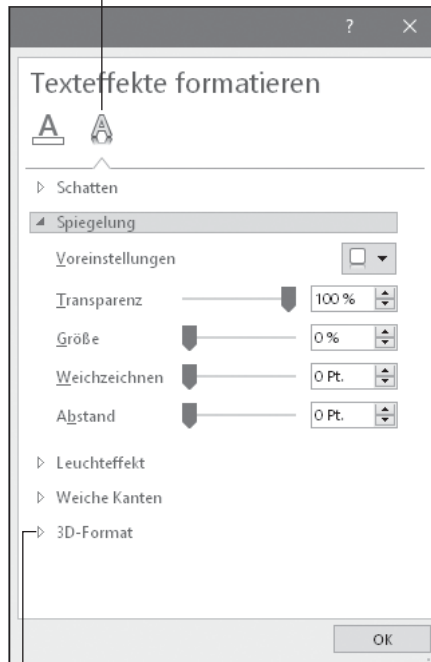 ?
Texteffekte formatieren
A A
Schatten
Spiegelung
Voreinstellungen
Transparenz 100 %
Größe 0 %
Weichzeichnen 0 Pt.
Abstand 0 Pt.
Leuchteffekt
Weiche Kanten
3D-Format
OK